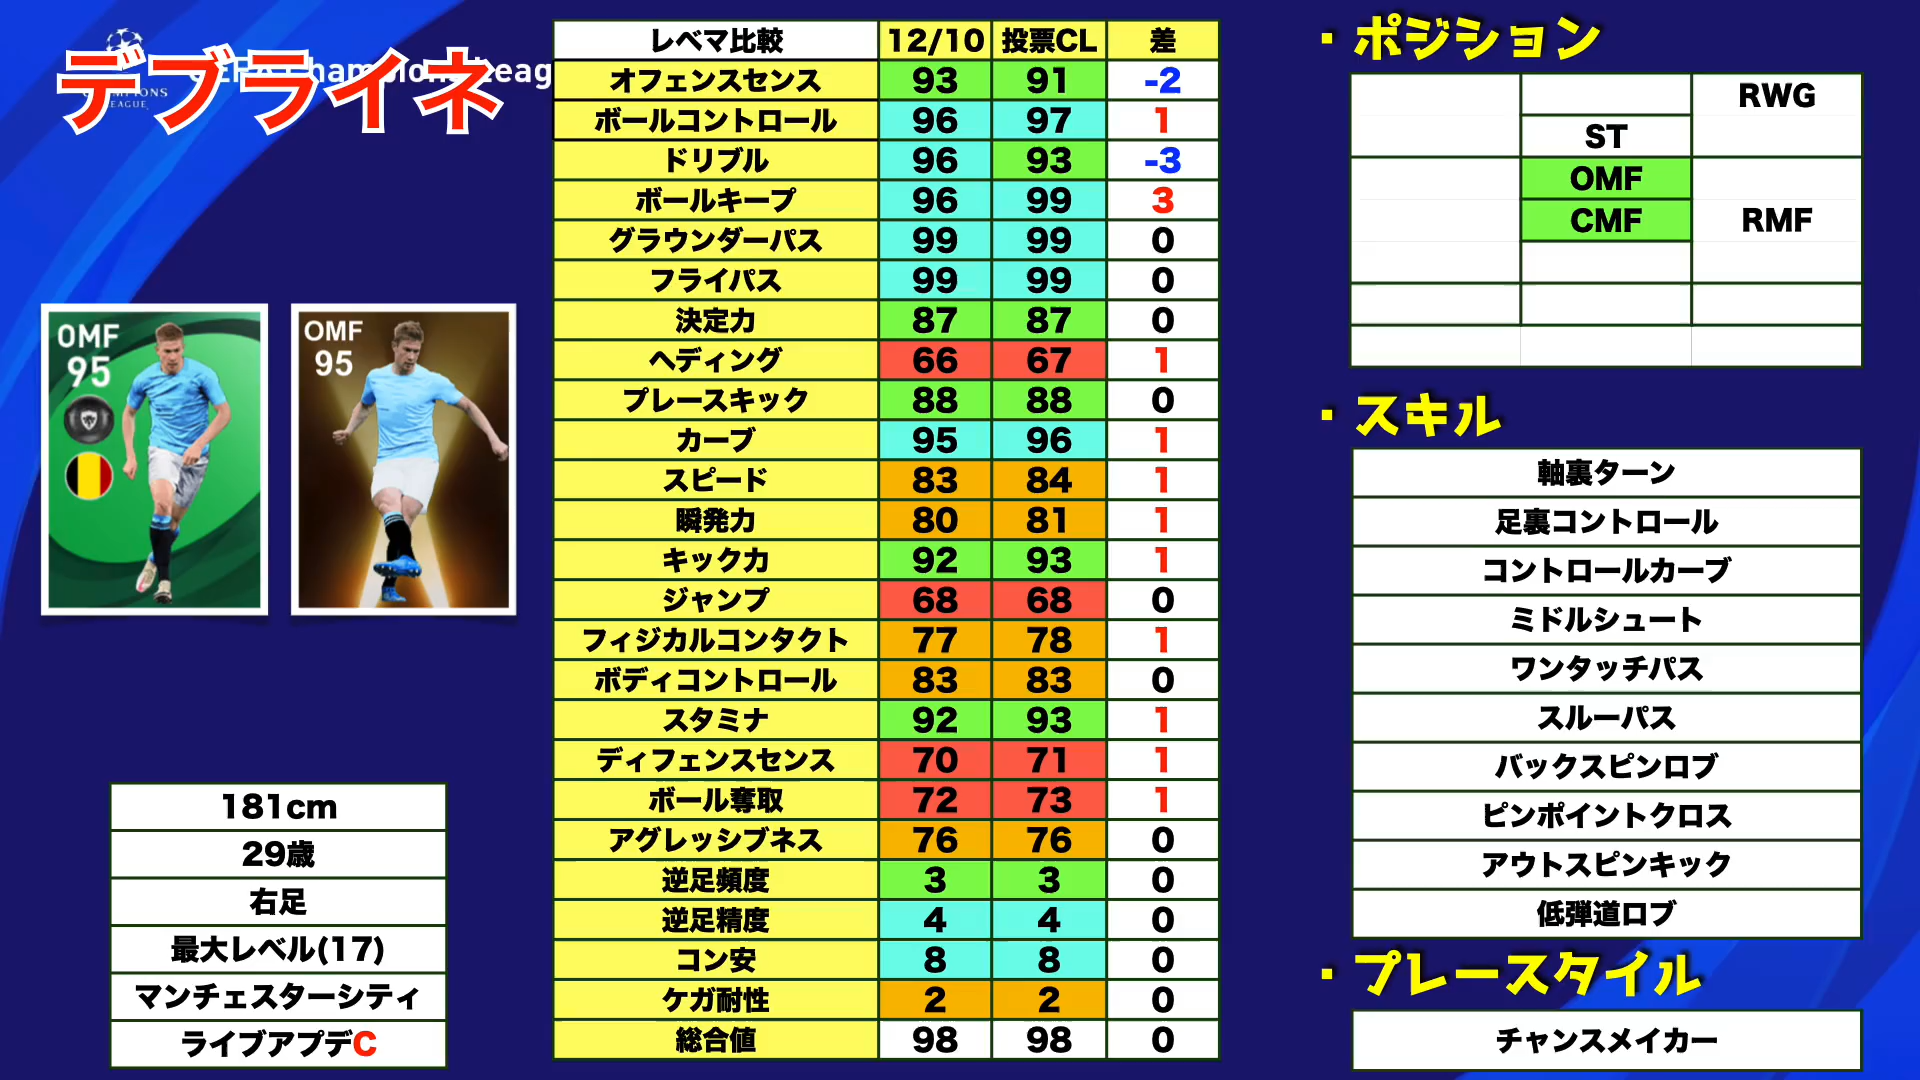 デブライネ
UEFA Champions League
CHAMPIONS
LEAGUE
OMF
95
OMF
95
181cm
29歳
右足
最大レベル(17)
マンチェスターシティ
ライブアプデC
レベマ比較 12/10 投票CL 差
オフェンスセンス 93 91 -2
ボールコントロール 96 97 1
ドリブル 96 93 -3
ボールキープ 96 99 3
グラウンダーパス 99 99 0
フライパス 99 99 0
決定力 87 87 0
ヘディング 66 67 1
プレースキック 88 88 0
カーブ 95 96 1
スピード 83 84 1
瞬発力 80 81 1
キック力 92 93 1
ジャンプ 68 68 0
フィジカルコンタクト 77 78 1
ボディコントロール 83 83 0
スタミナ 92 93 1
ディフェンスセンス 70 71 1
ボール奪取 72 73 1
アグレッシブネス 76 76 0
逆足頻度 3 3 0
逆足精度 4 4 0
コン安 8 8 0
ケガ耐性 2 2 0
総合値 98 98 0
・ポジション
RWG
ST
OMF
CMF RMF
・スキル
軸裏ターン
足裏コントロール
コントロールカーブ
ミドルシュート
ワンタッチパス
スルーパス
バックスピンロブ
ピンポイントクロス
アウトスピンキック
低弾道ロブ
・プレースタイル
チャンスメイカー